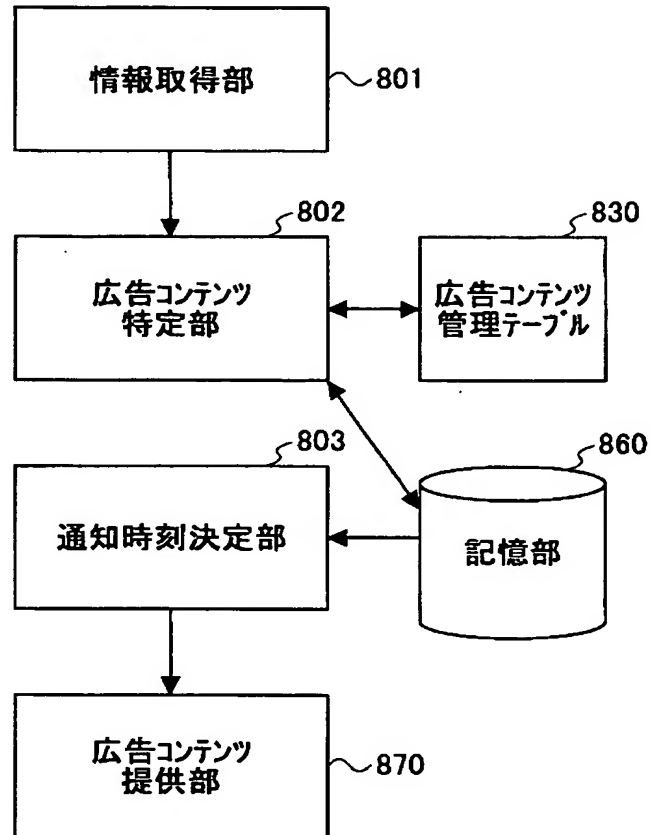 情報取得部
801
802
広告コンテンツ
特定部
830
広告コンテンツ
管理テーブル
803
通知時刻決定部
860
記憶部
広告コンテンツ
提供部
870